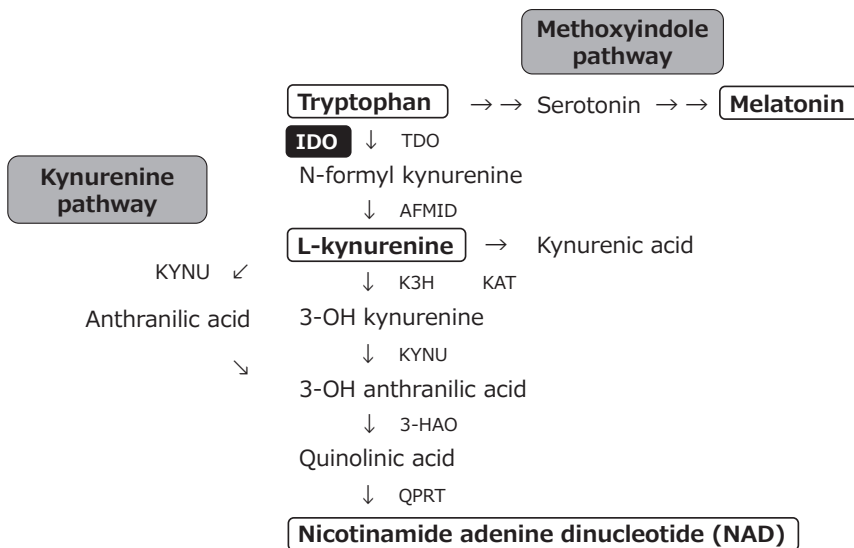 Methoxyindole
pathway
Tryptophan →→ Serotonin →→ Melatonin
IDO ↓ TDO
Kynurenine
pathway
N-formyl kynurenine
↓ AFMID
L-kynurenine → Kynurenic acid
KYNU ↙ ↓ K3H KAT
Anthranilic acid 3-OH kynurenine
↓ KYNU
↘
3-OH anthranilic acid
↓ 3-HAO
Quinolinic acid
↓ QPRT
Nicotinamide adenine dinucleotide (NAD)